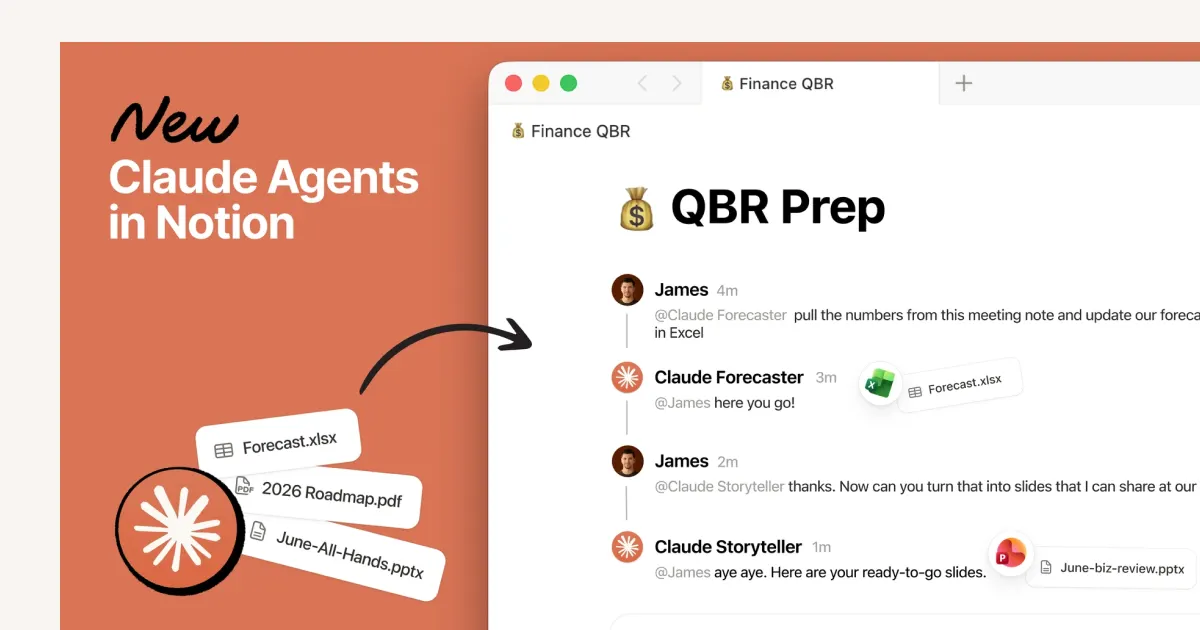 New
Claude Agents
in Notion
Forecast.xlsx
PDF
2026 Roadmap.pdf
June-All-Hands.pptx
Finance QBR
Finance QBR
QBR Prep
James 4m
@Claude Forecaster pull the numbers from this meeting note and update our foreca
in Excel
Claude Forecaster 3m
@James here you go!
X
Forecast.xlsx
James 2m
@Claude Storyteller thanks. Now can you turn that into slides that I can share at our
Claude Storyteller 1m
@James aye aye. Here are your ready-to-go slides.
P
June-biz-review.pptx